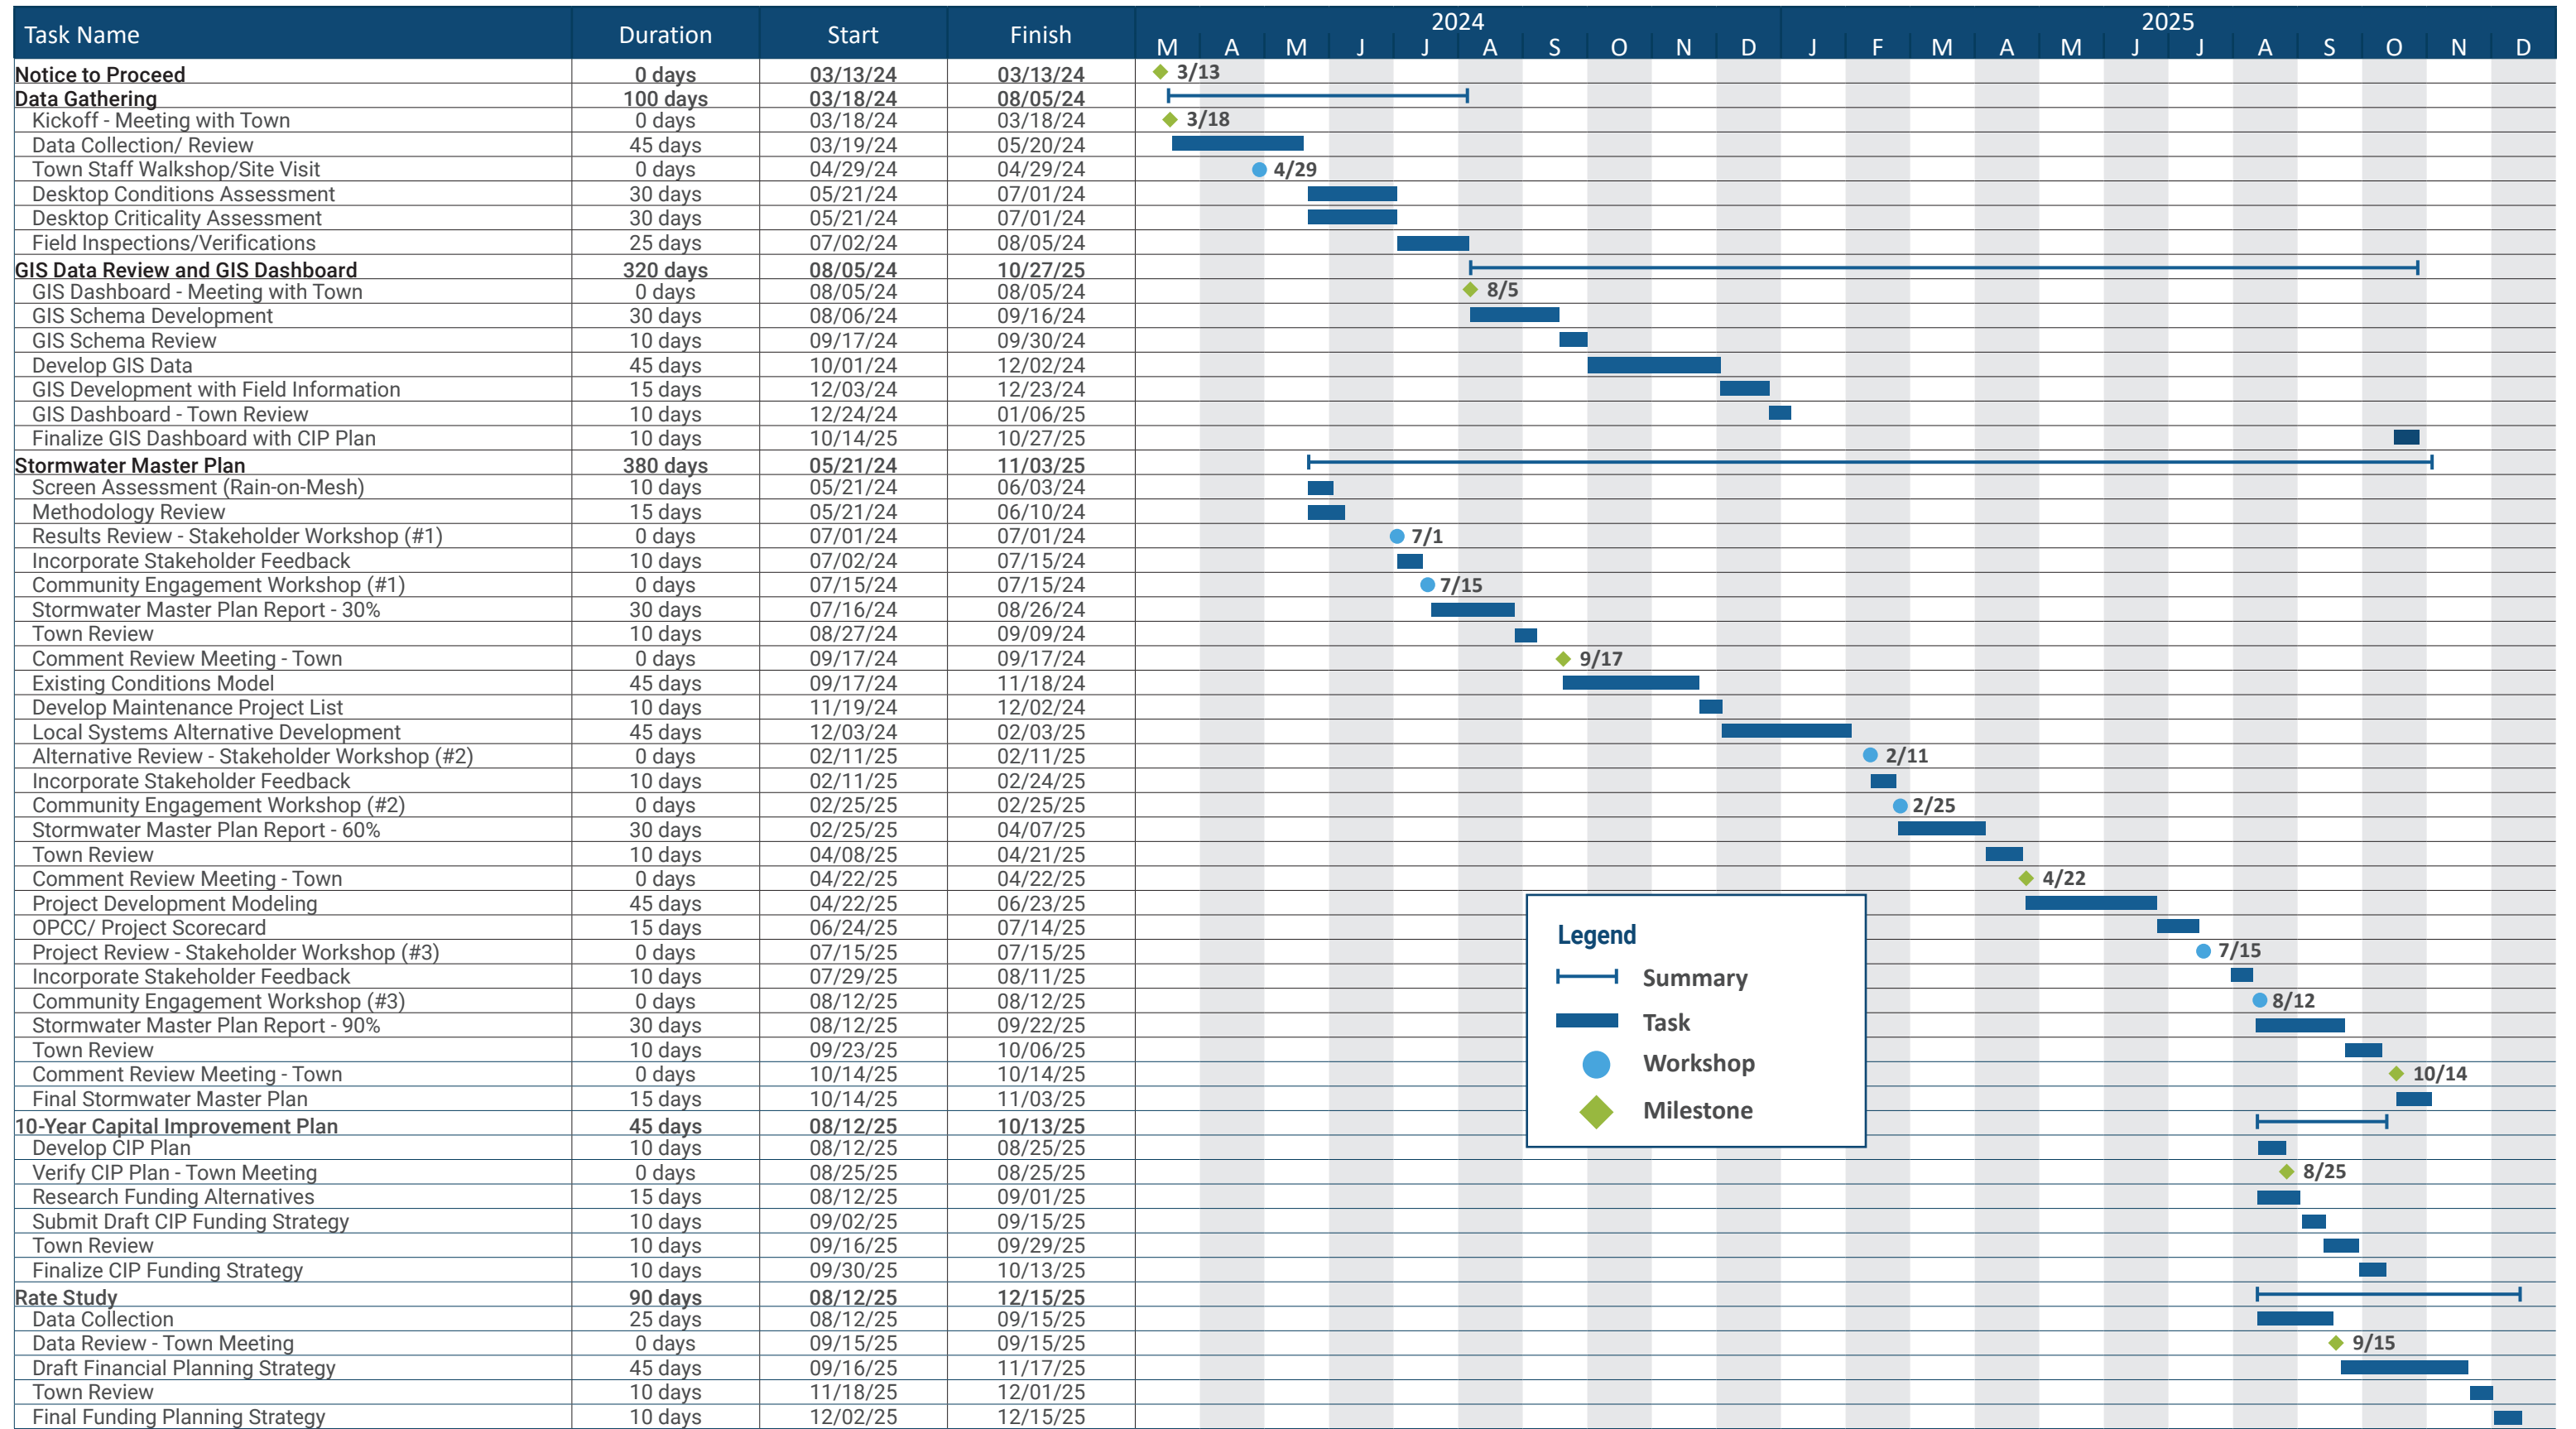 2024 2025
Task Name Duration Start Finish M A M J J A S O N D J F M A M J J A S O N D
Notice to Proceed 0 days 03/13/24 03/13/24 3/13
Data Gathering 100 days 03/18/24 08/05/24
Kickoff - Meeting with Town 0 days 03/18/24 03/18/24 3/18
Data Collection/ Review 45 days 03/19/24 05/20/24
Town Staff Walkshop/Site Visit 0 days 04/29/24 04/29/24 4/29
Desktop Conditions Assessment 30 days 05/21/24 07/01/24
Desktop Criticality Assessment 30 days 05/21/24 07/01/24
Field Inspections/Verifications 25 days 07/02/24 08/05/24
GIS Data Review and GIS Dashboard 320 days 08/05/24 10/27/25
GIS Dashboard - Meeting with Town 0 days 08/05/24 08/05/24 8/5
GIS Schema Development 30 days 08/06/24 09/16/24
GIS Schema Review 10 days 09/17/24 09/30/24
Develop GIS Data 45 days 10/01/24 12/02/24
GIS Development with Field Information 15 days 12/03/24 12/23/24
GIS Dashboard - Town Review 10 days 12/24/24 01/06/25
Finalize GIS Dashboard with CIP Plan 10 days 10/14/25 10/27/25
Stormwater Master Plan 380 days 05/21/24 11/03/25
Screen Assessment (Rain-on-Mesh) 10 days 05/21/24 06/03/24
Methodology Review 15 days 05/21/24 06/10/24
Results Review - Stakeholder Workshop (#1) 0 days 07/01/24 07/01/24 7/1
Incorporate Stakeholder Feedback 10 days 07/02/24 07/15/24
Community Engagement Workshop (#1) 0 days 07/15/24 07/15/24 7/15
Stormwater Master Plan Report - 30% 30 days 07/16/24 08/26/24
Town Review 10 days 08/27/24 09/09/24
Comment Review Meeting - Town 0 days 09/17/24 09/17/24 9/17
Existing Conditions Model 45 days 09/17/24 11/18/24
Develop Maintenance Project List 10 days 11/19/24 12/02/24
Local Systems Alternative Development 45 days 12/03/24 02/03/25
Alternative Review - Stakeholder Workshop (#2) 0 days 02/11/25 02/11/25 2/11
Incorporate Stakeholder Feedback 10 days 02/11/25 02/24/25
Community Engagement Workshop (#2) 0 days 02/25/25 02/25/25 2/25
Stormwater Master Plan Report - 60% 30 days 02/25/25 04/07/25
Town Review 10 days 04/08/25 04/21/25
Comment Review Meeting - Town 0 days 04/22/25 04/22/25 4/22
Project Development Modeling 45 days 04/22/25 06/23/25
OPCC/ Project Scorecard 15 days 06/24/25 07/14/25
Project Review - Stakeholder Workshop (#3) 0 days 07/15/25 07/15/25 7/15
Incorporate Stakeholder Feedback 10 days 07/29/25 08/11/25
Community Engagement Workshop (#3) 0 days 08/12/25 08/12/25 8/12
Stormwater Master Plan Report - 90% 30 days 08/12/25 09/22/25
Town Review 10 days 09/23/25 10/06/25
Comment Review Meeting - Town 0 days 10/14/25 10/14/25 10/14
Final Stormwater Master Plan 15 days 10/14/25 11/03/25
10-Year Capital Improvement Plan 45 days 08/12/25 10/13/25
Develop CIP Plan 10 days 08/12/25 08/25/25
Verify CIP Plan - Town Meeting 0 days 08/25/25 08/25/25 8/25
Research Funding Alternatives 15 days 08/12/25 09/01/25
Submit Draft CIP Funding Strategy 10 days 09/02/25 09/15/25
Town Review 10 days 09/16/25 09/29/25
Finalize CIP Funding Strategy 10 days 09/30/25 10/13/25
Rate Study 90 days 08/12/25 12/15/25
Data Collection 25 days 08/12/25 09/15/25
Data Review - Town Meeting 0 days 09/15/25 09/15/25 9/15
Draft Financial Planning Strategy 45 days 09/16/25 11/17/25
Town Review 10 days 11/18/25 12/01/25
Final Funding Planning Strategy 10 days 12/02/25 12/15/25
Legend
Summary
Task
Workshop
Milestone